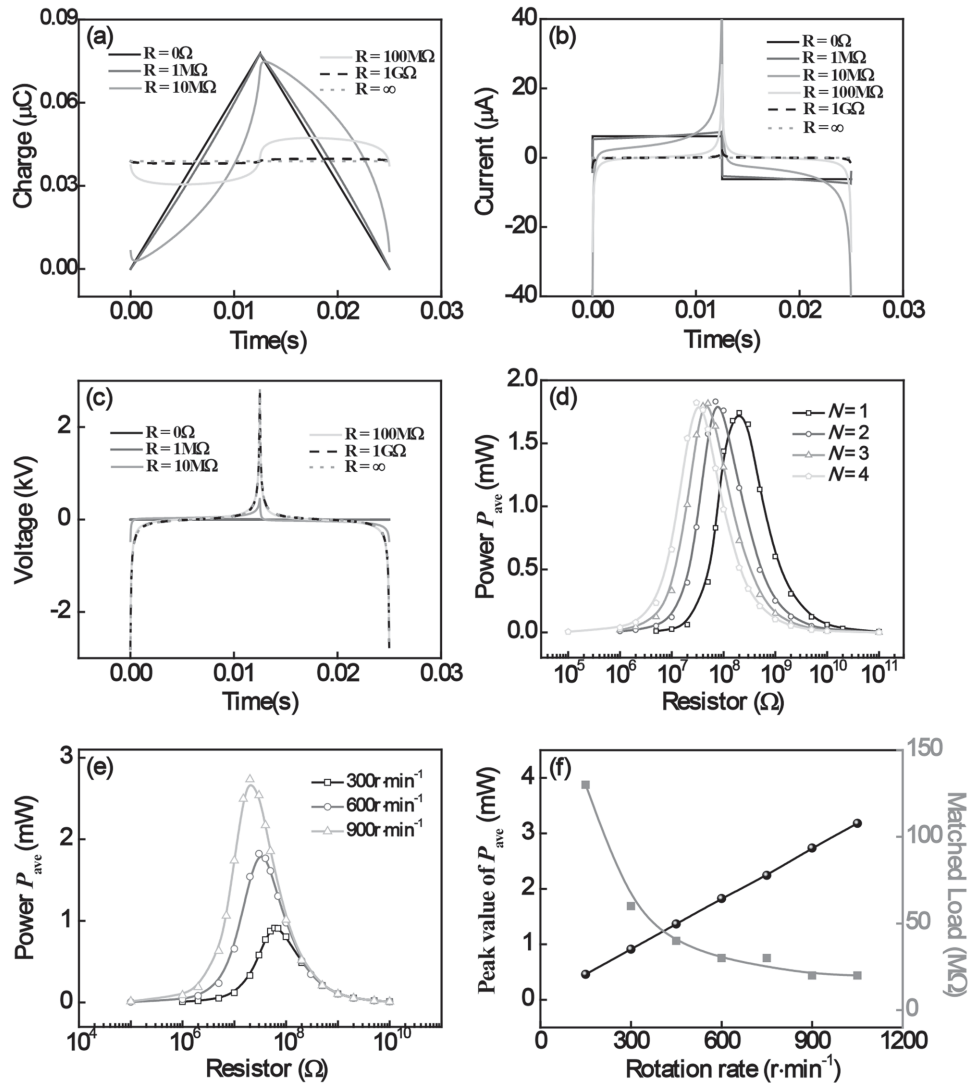 (a)
0.09
0.06
0.03
0.00
Charge (μC)
R = 0Ω
R = 1MΩ
R = 10MΩ
R = 100MΩ
R = 1GΩ
R = ∞
0.00 0.01 0.02 0.03
Time(s)
(b)
40
20
0
-20
-40
Current (μA)
R = 0Ω
R = 1MΩ
R = 10MΩ
R = 100MΩ
R = 1GΩ
R = ∞
0.00 0.01 0.02 0.03
Time(s)
(c)
2
0
-2
Voltage (kV)
R = 0Ω
R = 1MΩ
R = 10MΩ
R = 100MΩ
R = 1GΩ
R = ∞
0.00 0.01 0.02 0.03
Time(s)
(d)
2.0
1.5
1.0
0.5
0.0
Power Pave (mW)
N = 1
N = 2
N = 3
N = 4
10⁵ 10⁶ 10⁷ 10⁸ 10⁹ 10¹⁰ 10¹¹
Resistor (Ω)
(e)
3
2
1
0
Power Pave (mW)
300r·min⁻¹
600r·min⁻¹
900r·min⁻¹
10⁴ 10⁶ 10⁸ 10¹⁰
Resistor (Ω)
(f)
4
3
2
1
0
Peak value of Pave (mW)
150
100
50
0
Matched Load (MΩ)
300 600 900 1200
Rotation rate (r·min⁻¹)